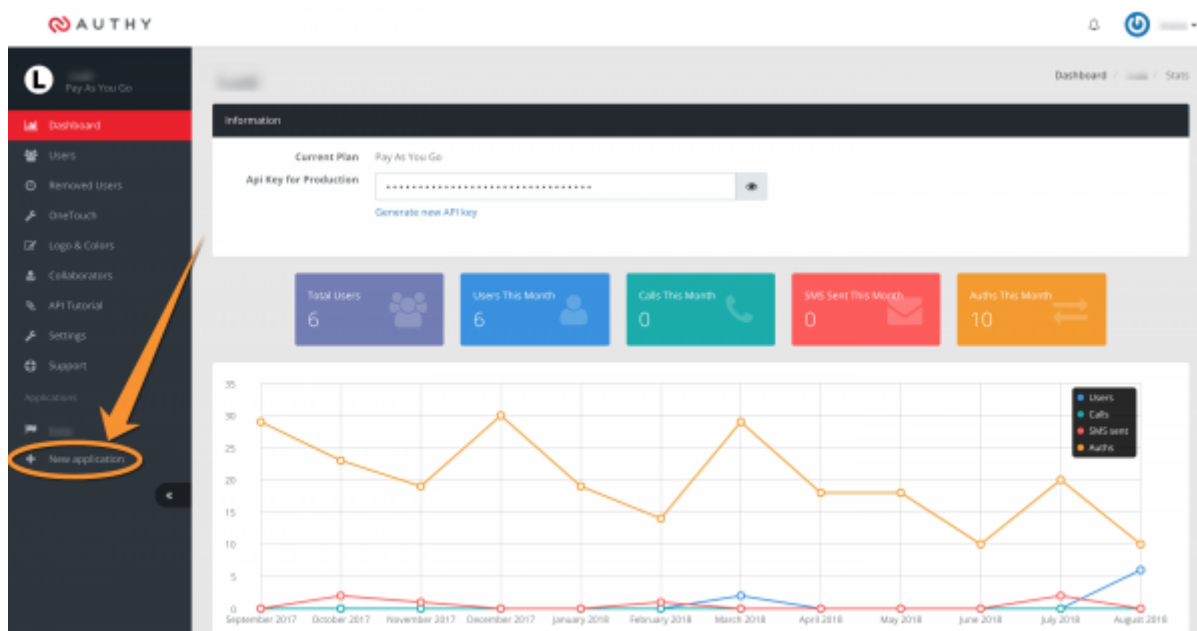 AUTHY
Pay As You Go
Dashboard / / Stats
Dashboard
Users
Removed Users
OneTouch
Logo & Colors
Collaborators
API Tutorial
Settings
Support
Applications
New application
Information
Current Plan Pay As You Go
Api Key for Production ................................
Generate new API key
Total Users
6
Users This Month
6
Calls This Month
0
SMS Sent This Month
0
Auths This Month
10
35
30
25
20
15
10
5
0
Users
Calls
SMS sent
Auths
September 2017 October 2017 November 2017 December 2017 January 2018 February 2018 March 2018 April 2018 May 2018 June 2018 July 2018 August 2018